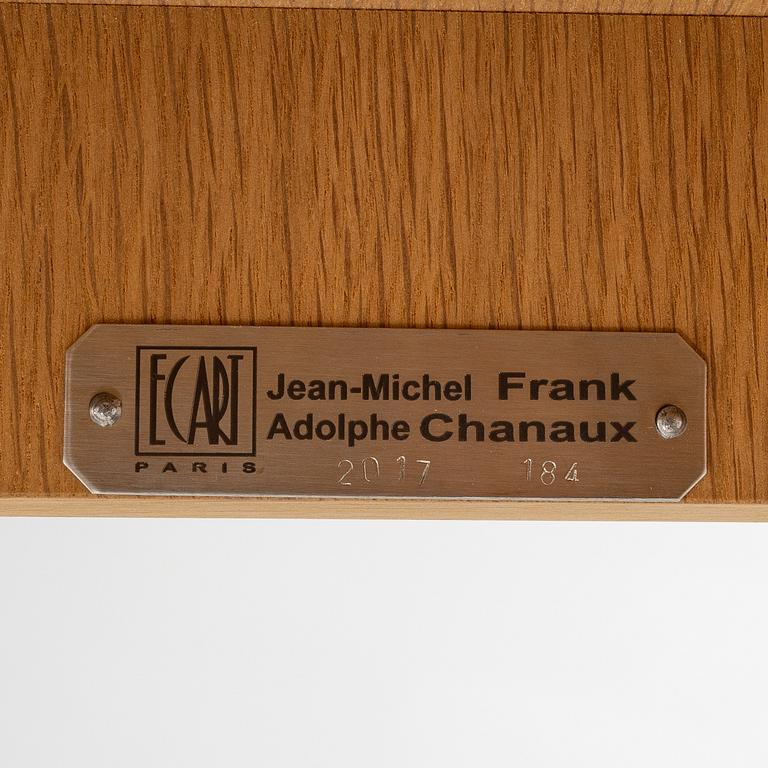 ECART
PARIS
Jean-Michel Frank
Adolphe Chanaux
2017 184